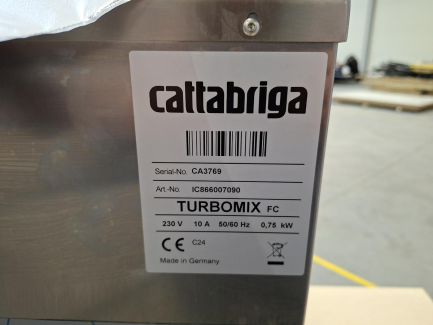 cattabriga
Serial-No. CA3769
Art.-No. IC866007090
TURBOMIX FC
230 V 10 A 50/60 Hz 0,75 kW
CE C24
Made in Germany